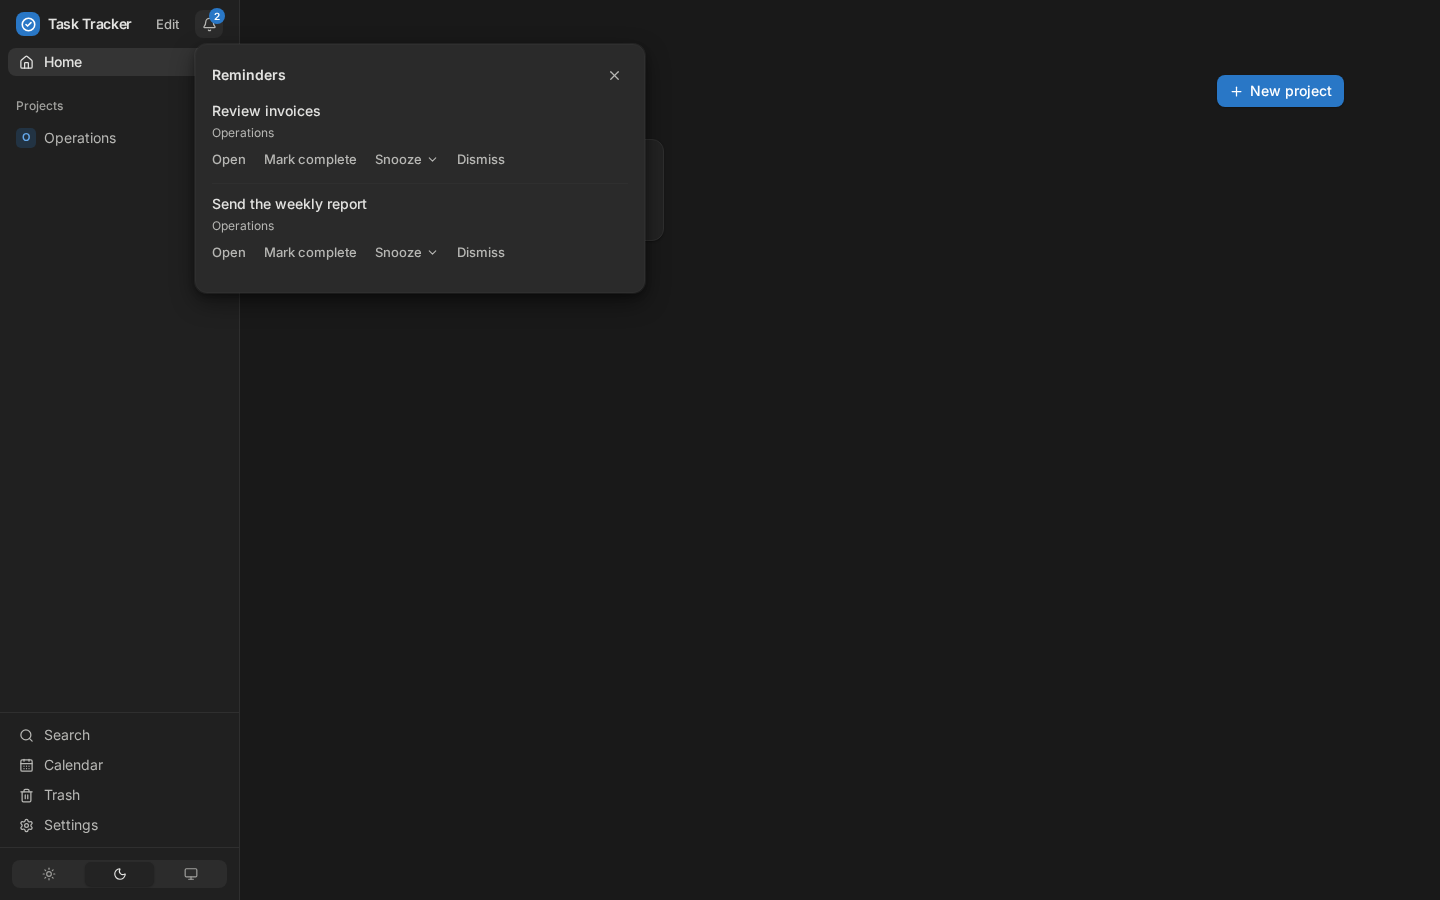 Task Tracker
Edit
2
Home
Projects
O
Operations
Reminders
Review invoices
Operations
Open Mark complete Snooze Dismiss
Send the weekly report
Operations
Open Mark complete Snooze Dismiss
New project
Search
Calendar
Trash
Settings